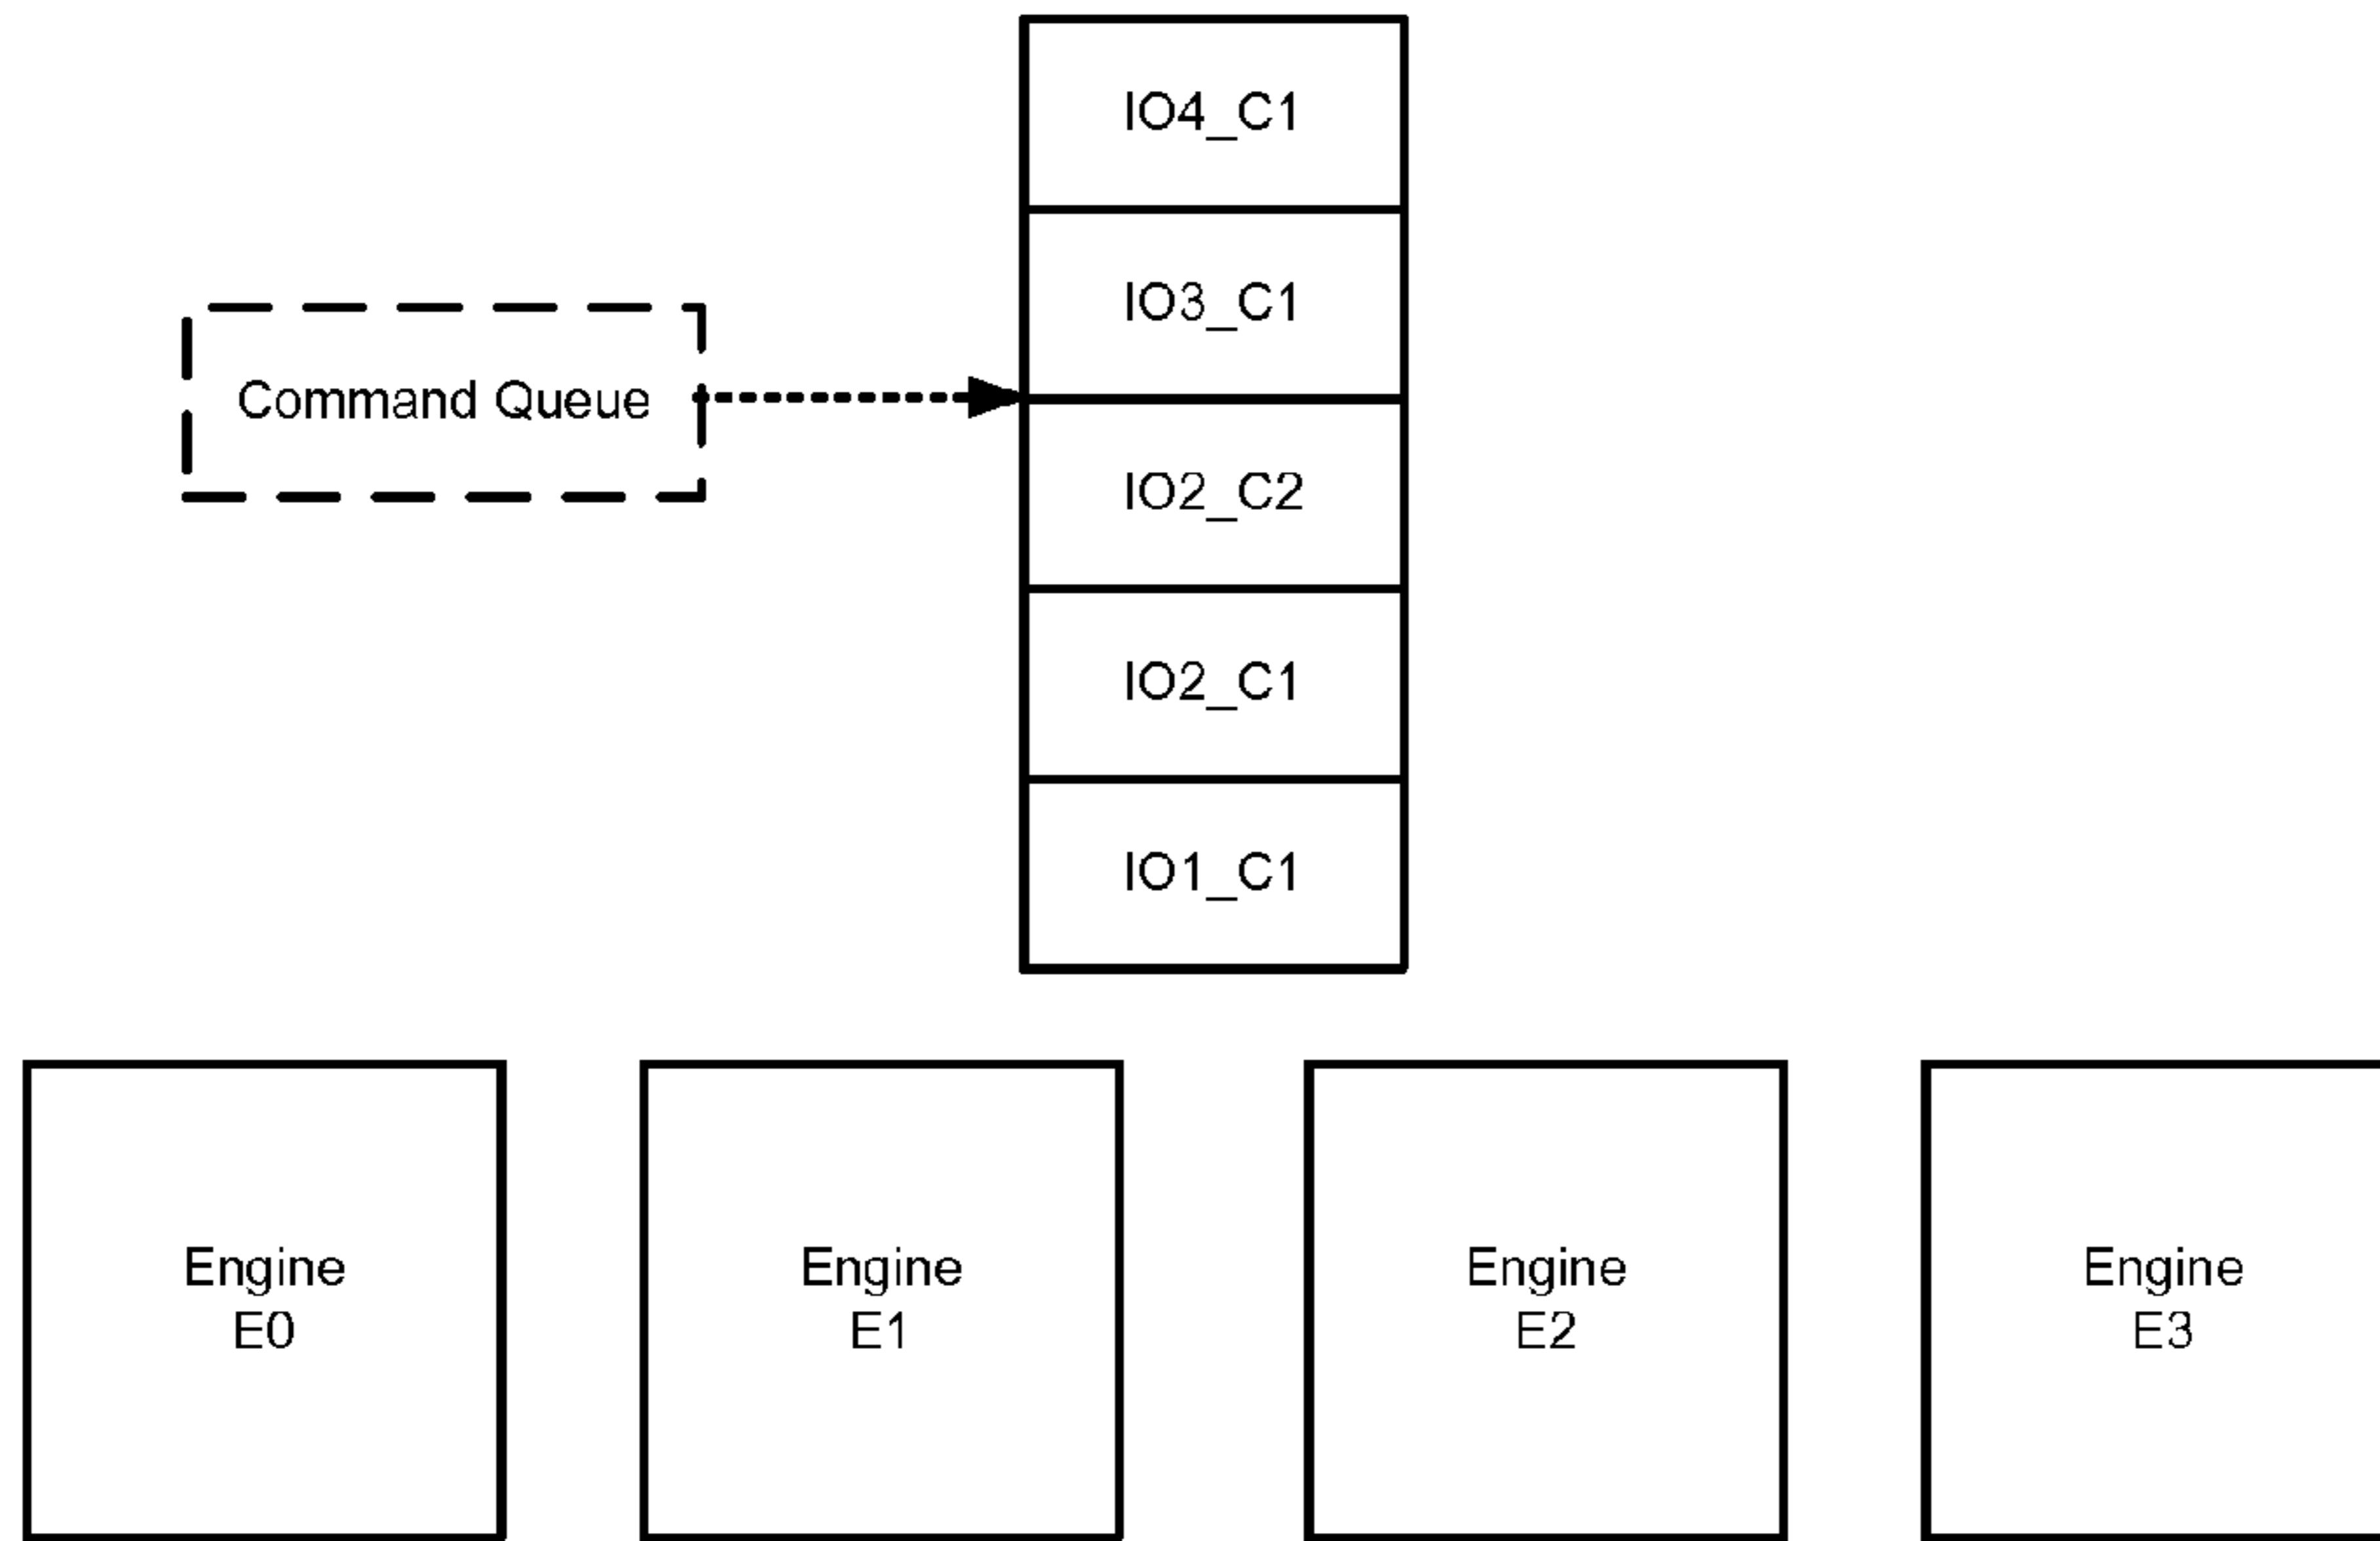 IO4_C1
IO3_C1
Command Queue
IO2_C2
IO2_C1
IO1_C1
Engine
E0
Engine
E1
Engine
E2
Engine
E3